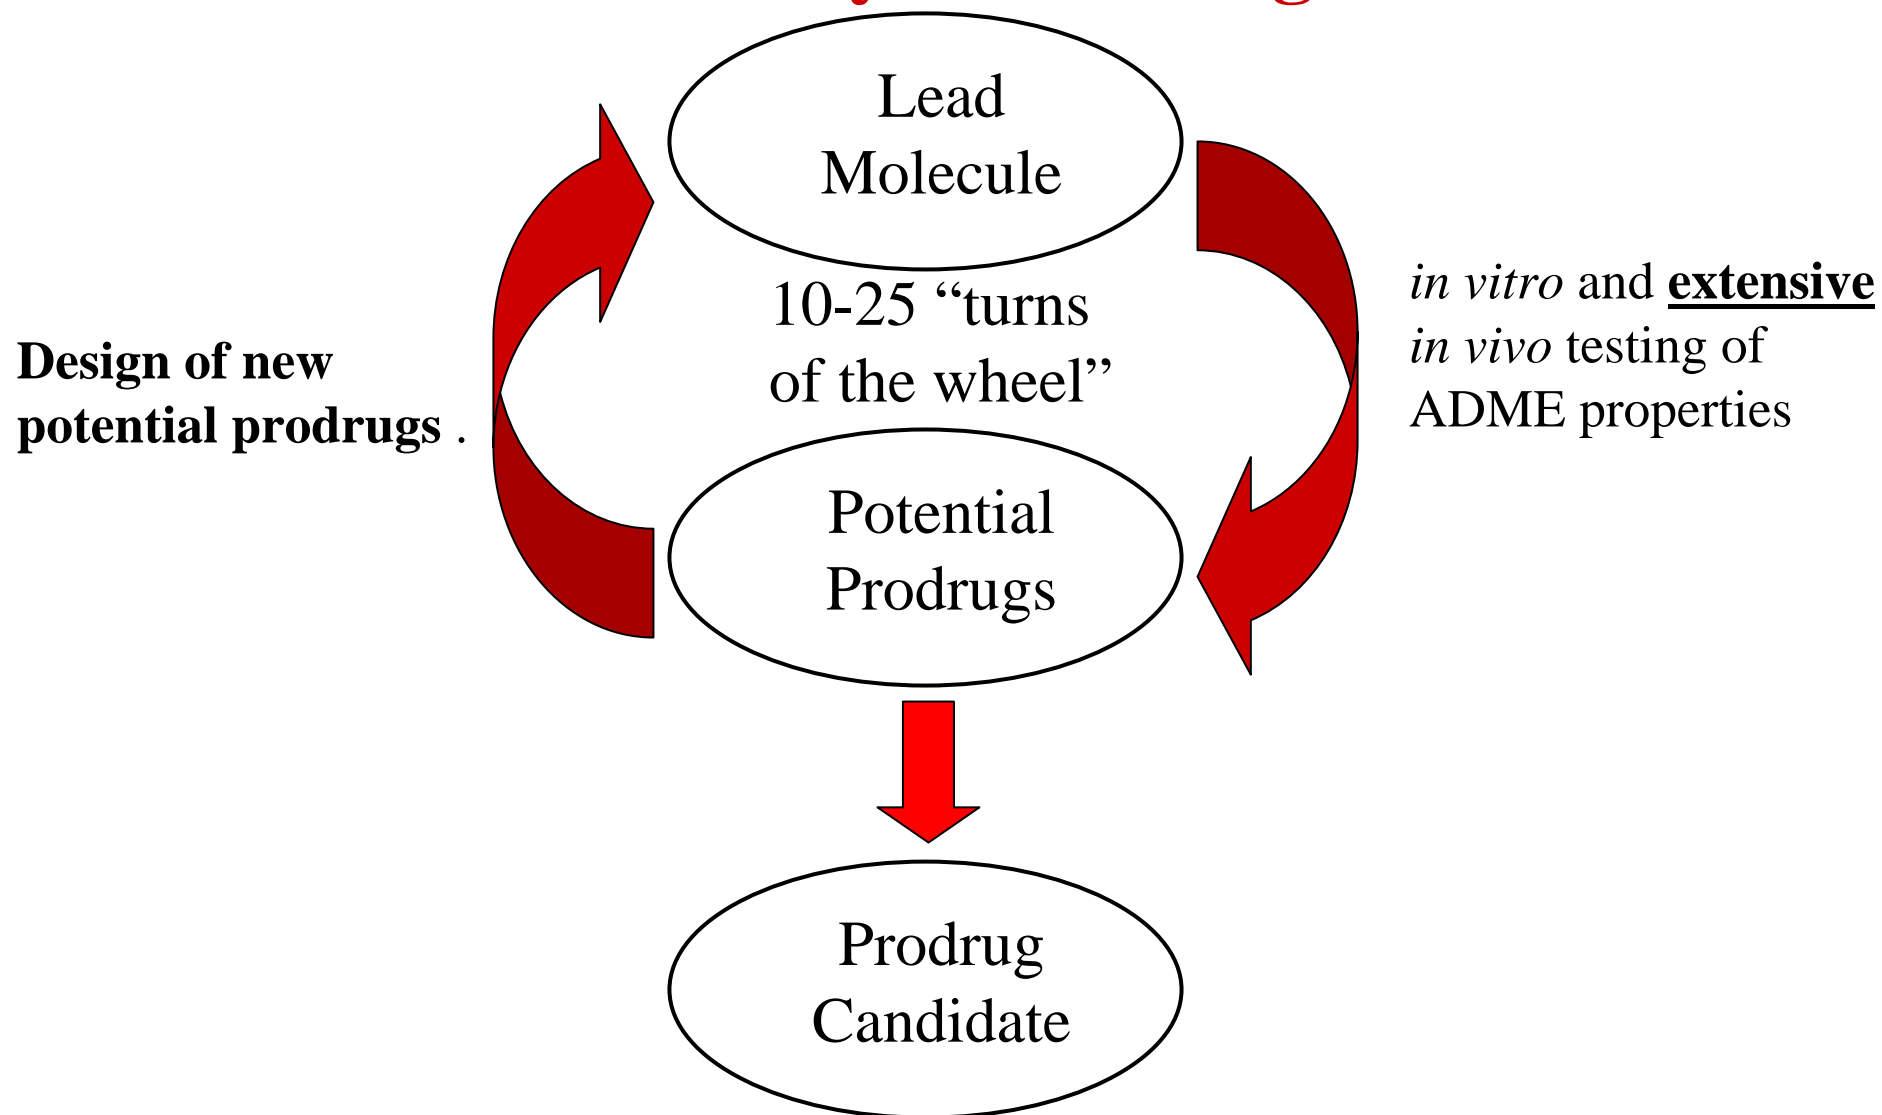 Lead
Molecule
10-25 “turns
of the wheel”
Design of new
potential prodrugs .
in vitro and extensive
in vivo testing of
ADME properties
Potential
Prodrugs
Prodrug
Candidate